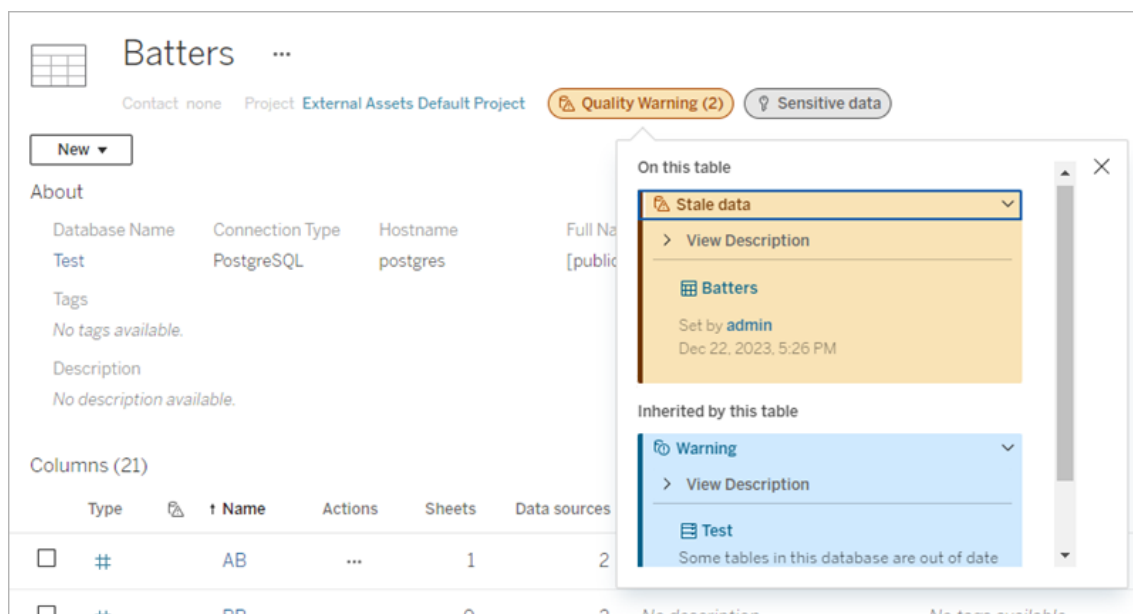 Batters ...
Contact none Project External Assets Default Project Quality Warning (2) Sensitive data
New
About
Database Name Connection Type Hostname Full Na
Test PostgreSQL postgres [public
Tags
No tags available.
Description
No description available.
Columns (21)
Type ↑ Name Actions Sheets Data sources
# AB ... 1 2
On this table
Stale data
View Description
Batters
Set by admin
Dec 22, 2023, 5:26 PM
Inherited by this table
Warning
View Description
Test
Some tables in this database are out of date
No description No tags available